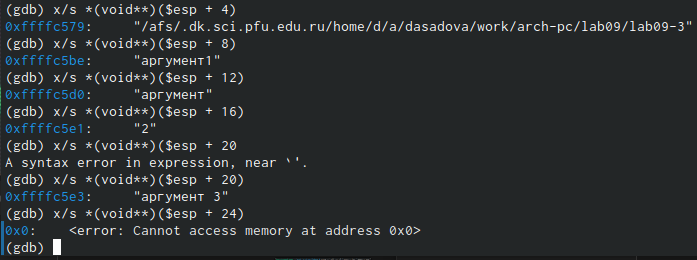 (gdb) x/s *(void**)($esp + 4)
0xffffc579:     "/afs/.dk.sci.pfu.edu.ru/home/d/a/dasadova/work/arch-pc/lab09/lab09-3"
(gdb) x/s *(void**)($esp + 8)
0xffffc5be:     "аргумент1"
(gdb) x/s *(void**)($esp + 12)
0xffffc5d0:     "аргумент"
(gdb) x/s *(void**)($esp + 16)
0xffffc5e1:     "2"
(gdb) x/s *(void**)($esp + 20
A syntax error in expression, near `'.
(gdb) x/s *(void**)($esp + 20)
0xffffc5e3:     "аргумент 3"
(gdb) x/s *(void**)($esp + 24)
0x0:    <error: Cannot access memory at address 0x0>
(gdb)